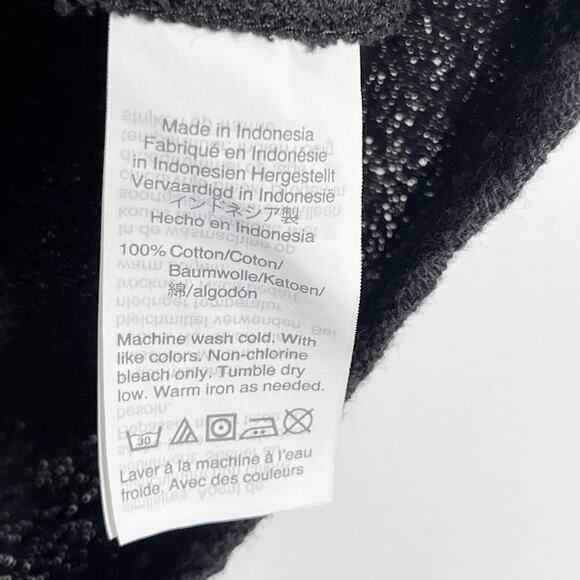 Made in Indonesia
Fabriqué en Indonésie
in Indonesien Hergestellt
Vervaardigd in Indonesië
インドネシア製
Hecho en Indonesia
100% Cotton/Coton/
Baumwolle/Katoen/
綿/algodón
Machine wash cold. With
like colors. Non-chlorine
bleach only. Tumble dry
low. Warm iron as needed.
30
Laver à la machine à l'eau
froide. Avec des couleurs